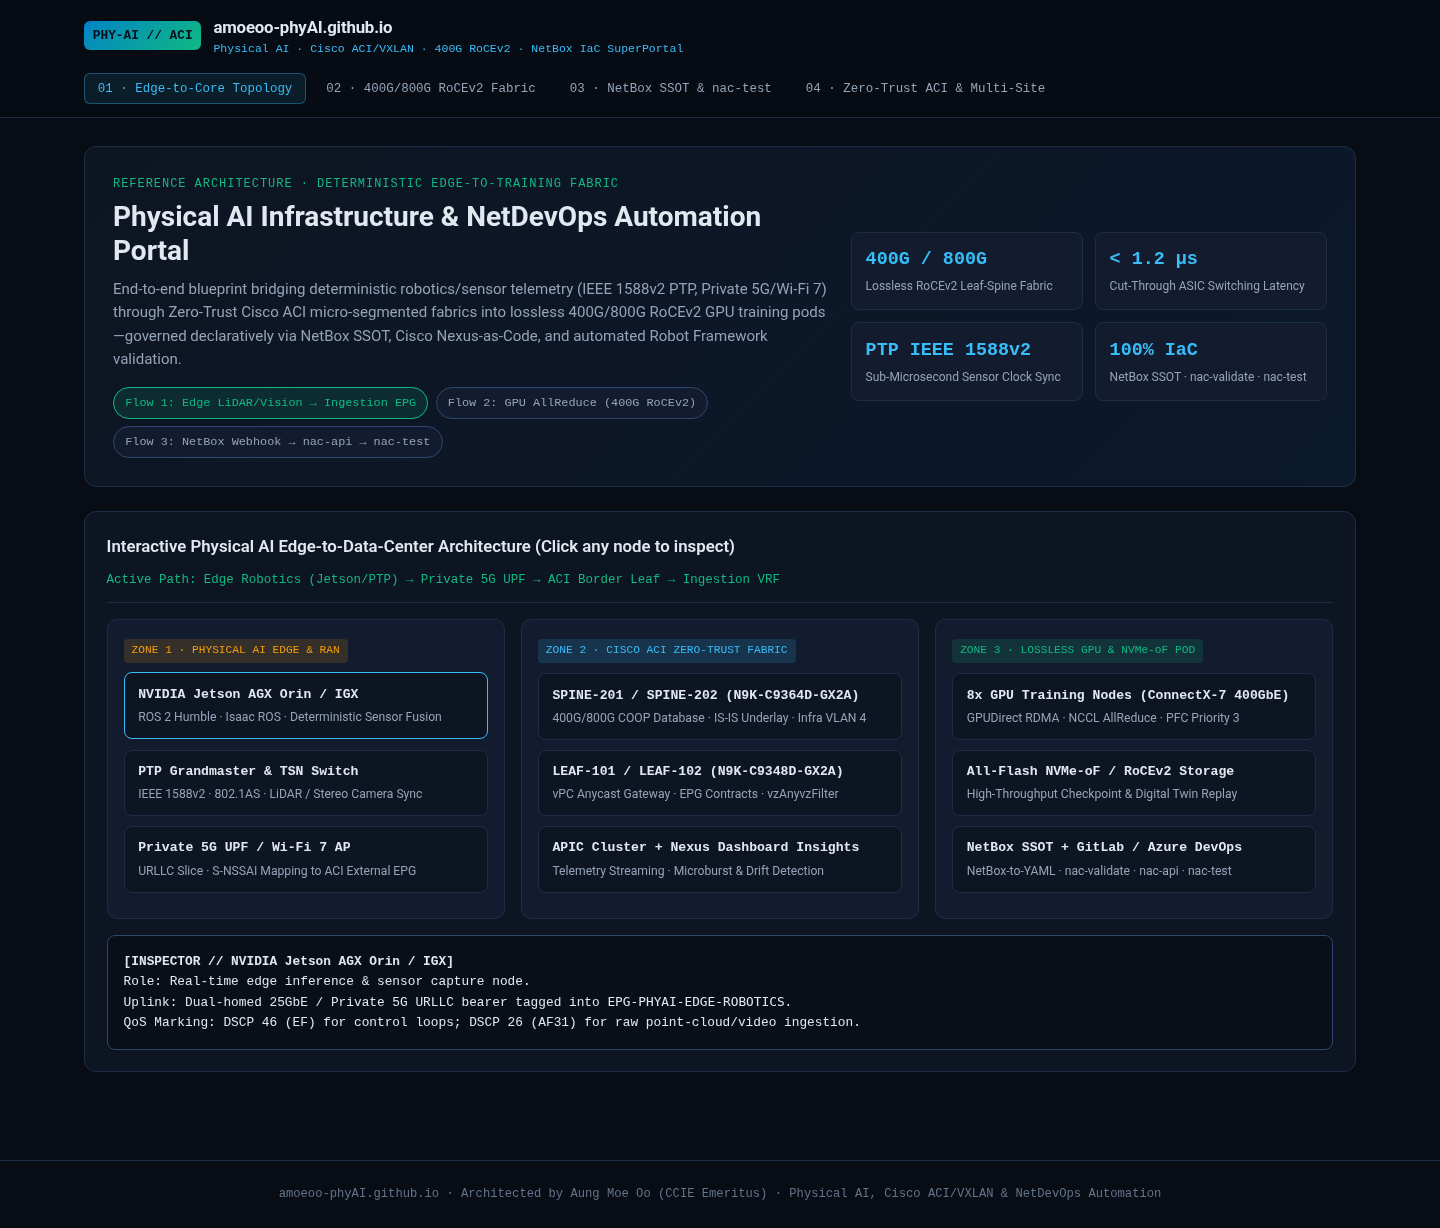 PHY-AI // ACI
amoeoo-phyAI.github.io
Physical AI · Cisco ACI/VXLAN · 400G RoCEv2 · NetBox IaC SuperPortal
01 · Edge-to-Core Topology
02 · 400G/800G RoCEv2 Fabric
03 · NetBox SSOT & nac-test
04 · Zero-Trust ACI & Multi-Site
REFERENCE ARCHITECTURE · DETERMINISTIC EDGE-TO-TRAINING FABRIC
Physical AI Infrastructure & NetDevOps Automation
Portal
End-to-end blueprint bridging deterministic robotics/sensor telemetry (IEEE 1588v2 PTP, Private 5G/Wi-Fi 7)
through Zero-Trust Cisco ACI micro-segmented fabrics into lossless 400G/800G RoCEv2 GPU training pods
—governed declaratively via NetBox SSOT, Cisco Nexus-as-Code, and automated Robot Framework
validation.
Flow 1: Edge LiDAR/Vision → Ingestion EPG
Flow 2: GPU AllReduce (400G RoCEv2)
Flow 3: NetBox Webhook → nac-api → nac-test
400G / 800G
Lossless RoCEv2 Leaf-Spine Fabric
< 1.2 µs
Cut-Through ASIC Switching Latency
PTP IEEE 1588v2
Sub-Microsecond Sensor Clock Sync
100% IaC
NetBox SSOT · nac-validate · nac-test
Interactive Physical AI Edge-to-Data-Center Architecture (Click any node to inspect)
Active Path: Edge Robotics (Jetson/PTP) → Private 5G UPF → ACI Border Leaf → Ingestion VRF
ZONE 1 · PHYSICAL AI EDGE & RAN
NVIDIA Jetson AGX Orin / IGX
ROS 2 Humble · Isaac ROS · Deterministic Sensor Fusion
PTP Grandmaster & TSN Switch
IEEE 1588v2 · 802.1AS · LiDAR / Stereo Camera Sync
Private 5G UPF / Wi-Fi 7 AP
URLLC Slice · S-NSSAI Mapping to ACI External EPG
ZONE 2 · CISCO ACI ZERO-TRUST FABRIC
SPINE-201 / SPINE-202 (N9K-C9364D-GX2A)
400G/800G COOP Database · IS-IS Underlay · Infra VLAN 4
LEAF-101 / LEAF-102 (N9K-C9348D-GX2A)
vPC Anycast Gateway · EPG Contracts · vzAnyvzFilter
APIC Cluster + Nexus Dashboard Insights
Telemetry Streaming · Microburst & Drift Detection
ZONE 3 · LOSSLESS GPU & NVMe-oF POD
8x GPU Training Nodes (ConnectX-7 400GbE)
GPUDirect RDMA · NCCL AllReduce · PFC Priority 3
All-Flash NVMe-oF / RoCEv2 Storage
High-Throughput Checkpoint & Digital Twin Replay
NetBox SSOT + GitLab / Azure DevOps
NetBox-to-YAML · nac-validate · nac-api · nac-test
[INSPECTOR // NVIDIA Jetson AGX Orin / IGX]
Role: Real-time edge inference & sensor capture node.
Uplink: Dual-homed 25GbE / Private 5G URLLC bearer tagged into EPG-PHYAI-EDGE-ROBOTICS.
QoS Marking: DSCP 46 (EF) for control loops; DSCP 26 (AF31) for raw point-cloud/video ingestion.
amoeoo-phyAI.github.io · Architected by Aung Moe Oo (CCIE Emeritus) · Physical AI, Cisco ACI/VXLAN & NetDevOps Automation